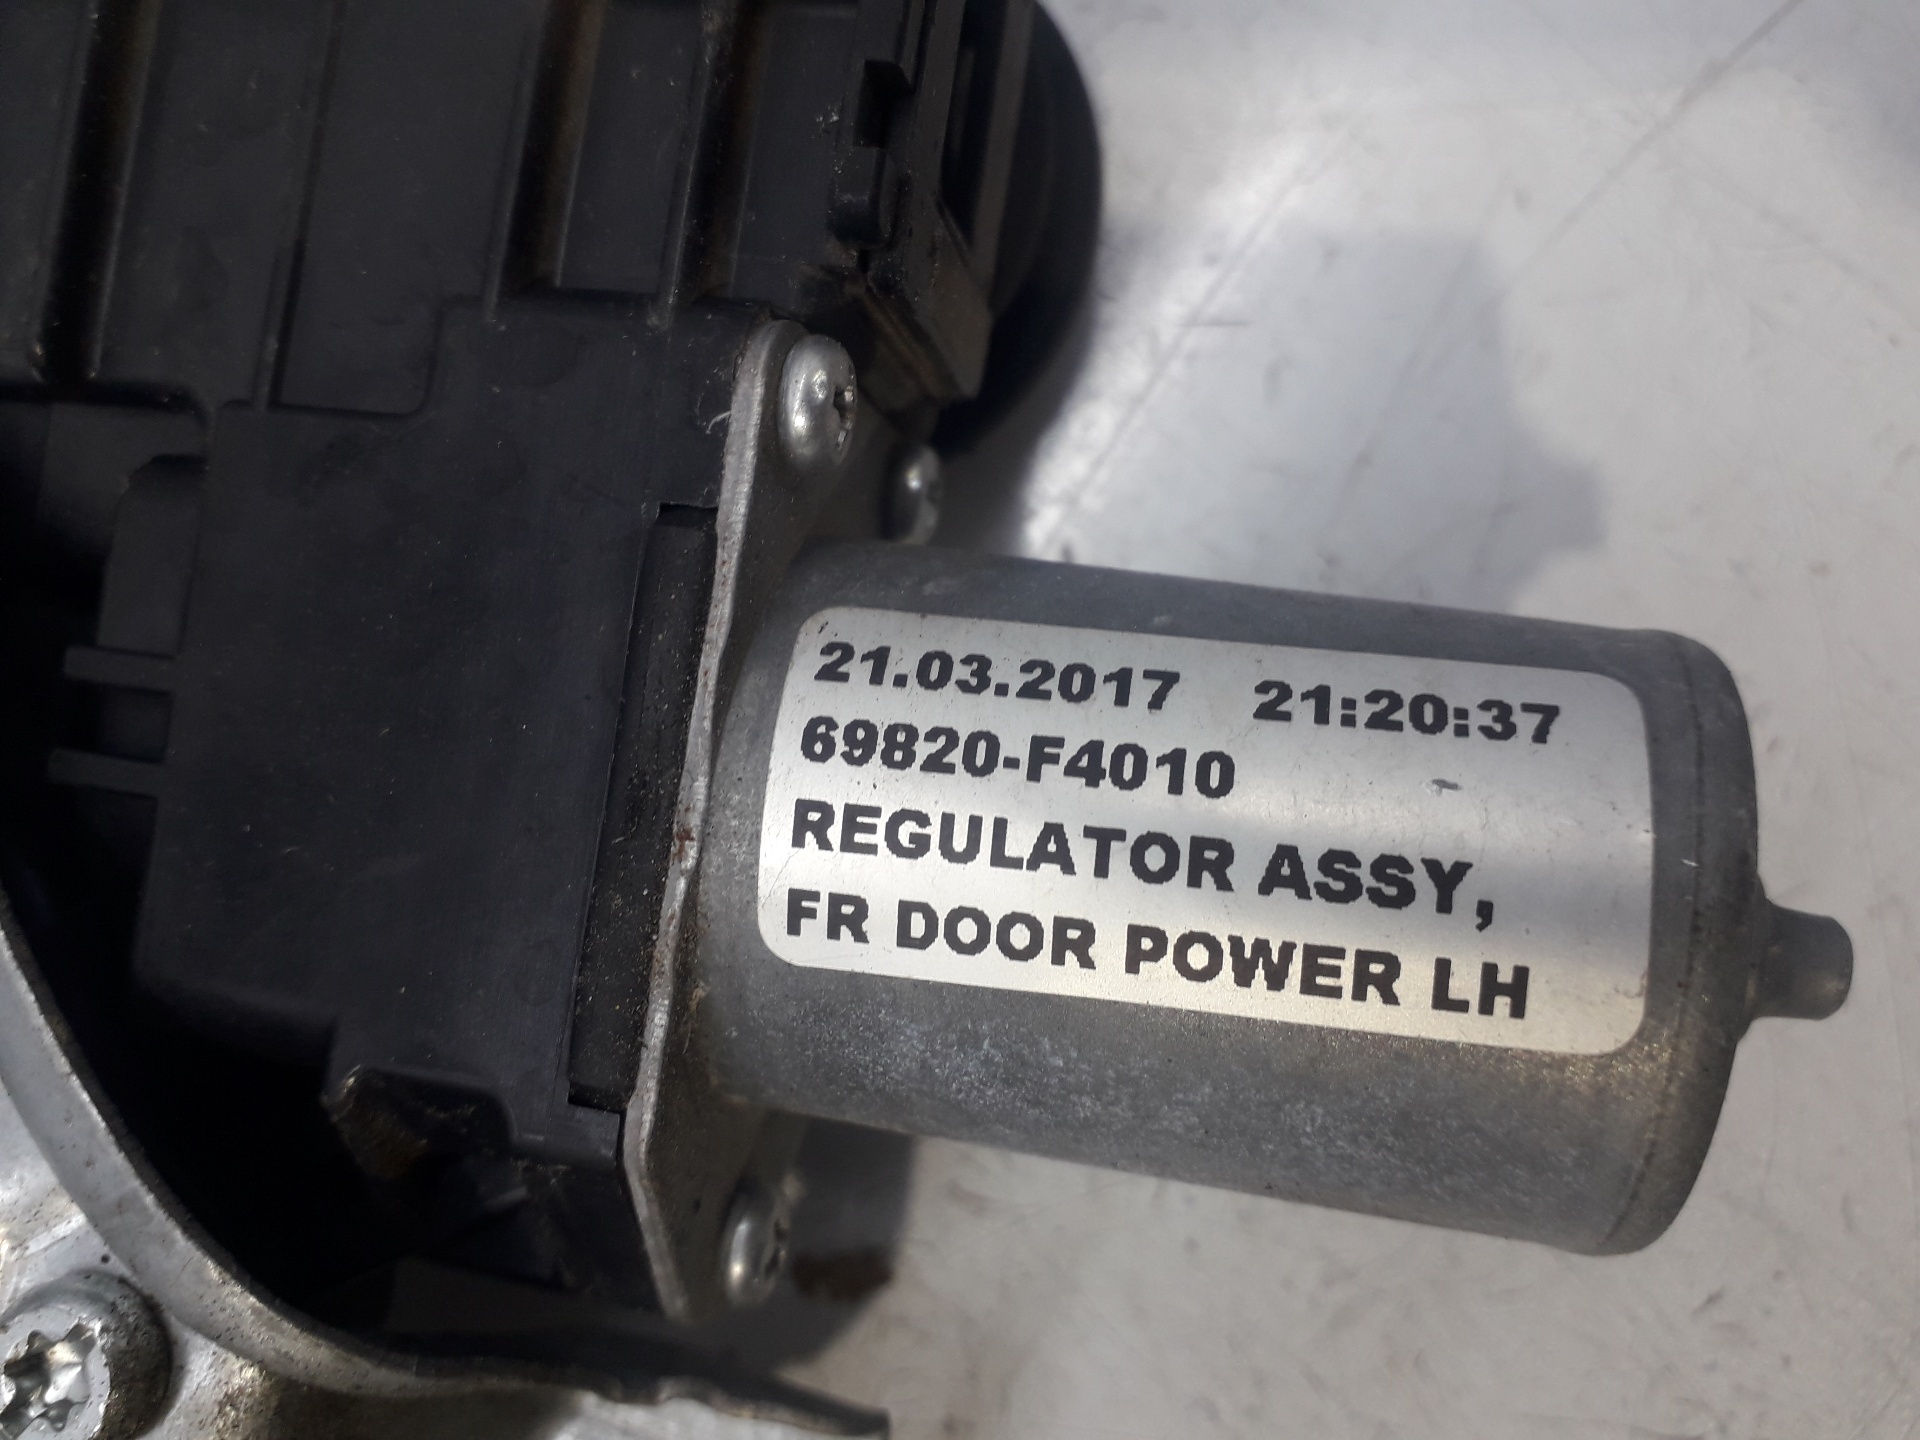 21.03.2017 21:20:37
69820-F4010
REGULATOR ASSY,
FR DOOR POWER LH